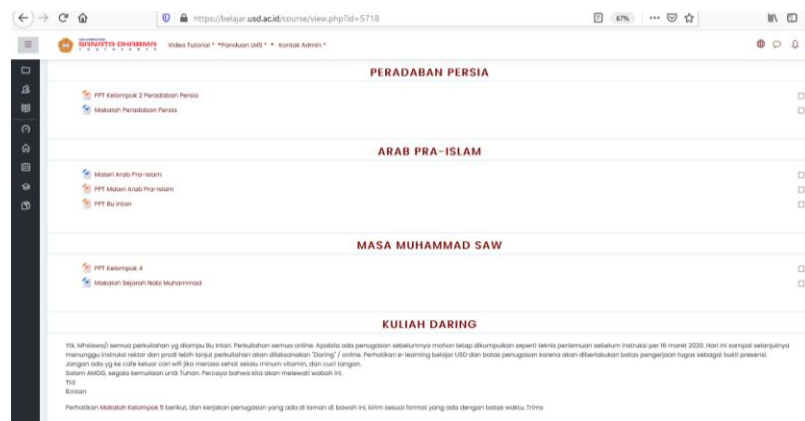 https://belajar.usd.ac.id/course/view.php?id=5718
67%
SANATA DHARMA
Video Tutorial
Panduan LMS
Kontak Admin
PERADABAN PERSIA
PPT Kelompok 2 Peradaban Persia
Makalah Peradaban Persia
ARAB PRA-ISLAM
Materi Arab Pra-Islam
PPT Materi Arab Pra-Islam
PPT Bu Intan
MASA MUHAMMAD SAW
PPT Kelompok 4
Makalah Sejarah Nabi Muhammad
KULIAH DARING
Yth. Mhsiswa/i semua perkuliahan yg diampu Bu Intan. Perkuliahan semua online. Apabila ada penugasan sebelumnya mohon tetap dikumpulkan seperti teknis pertemuan sebelum instruksi per 16 maret 2020. Hari ini sampai selanjutnya
menunggu instruksi rektor dan prodi lebih lanjut perkuliahan akan dilaksanakan "Daring" / online. Perhatikan e-learning belajar USD dan batas penugasan karena akan diberlakukan batas pengerjaan tugas sebagai bukti presensi.
Jangan ada yg ke cafe keluar cari wifi jika merasa sehat selalu minum vitamin, dan cuci tangan.
Salam AMDG, segala kemuliaan untk Tuhan. Percaya bahwa kita akan melewati wabah ini.
Ttd
B.Intan
Perhatikan Makalah Kelompok 5 berikut, dan kerjakan penugasan yang ada di laman di bawah ini, kirim sesuai format yang ada dengan batas waktu. Trims